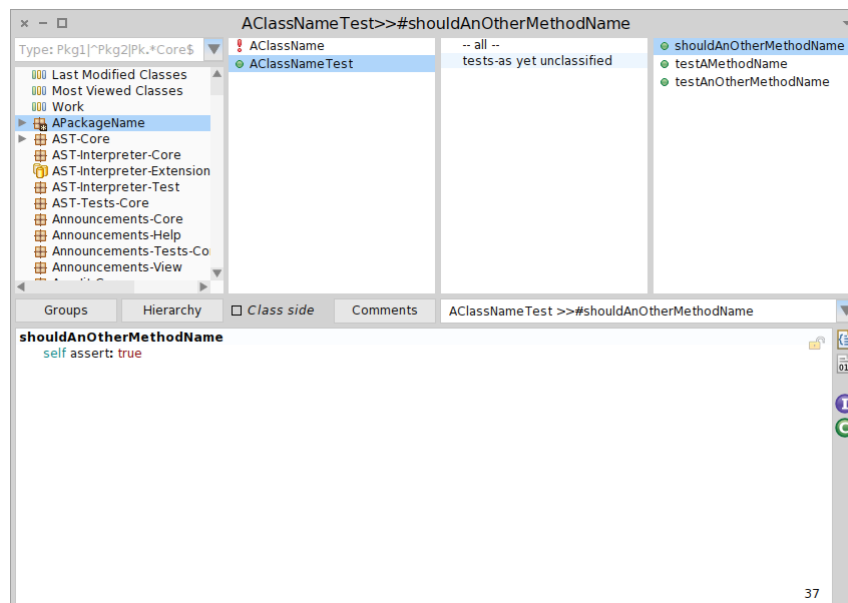 AClassNameTest>>#shouldAnOtherMethodName
Type: Pkg1|^Pkg2|Pk.*Core$
Last Modified Classes
Most Viewed Classes
Work
APackageName
AST-Core
AST-Interpreter-Core
AST-Interpreter-Extension
AST-Interpreter-Test
AST-Tests-Core
Announcements-Core
Announcements-Help
Announcements-Tests-Co
Announcements-View
AClassName
AClassNameTest
-- all --
tests-as yet unclassified
shouldAnOtherMethodName
testAMethodName
testAnOtherMethodName
Groups
Hierarchy
Class side
Comments
AClassNameTest >>#shouldAnOtherMethodName
shouldAnOtherMethodName
self assert: true
01
I
C
37